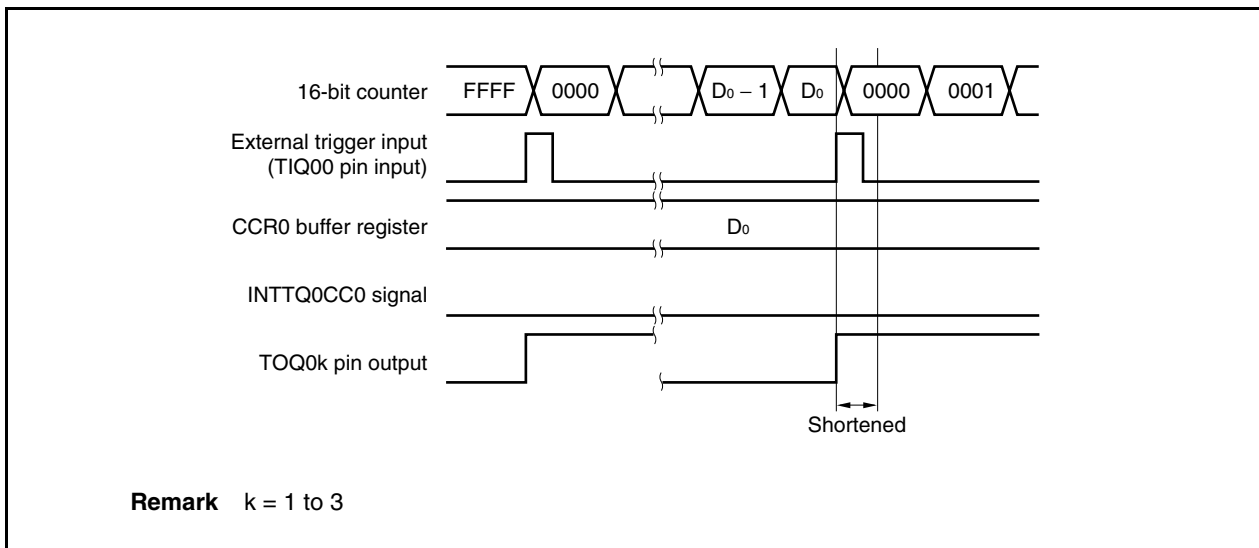 16-bit counter FFFF 0000 D₀ − 1 D₀ 0000 0001
External trigger input
(TIQ00 pin input)
CCR0 buffer register D₀
INTTQ0CC0 signal
TOQ0k pin output
Shortened
Remark k = 1 to 3